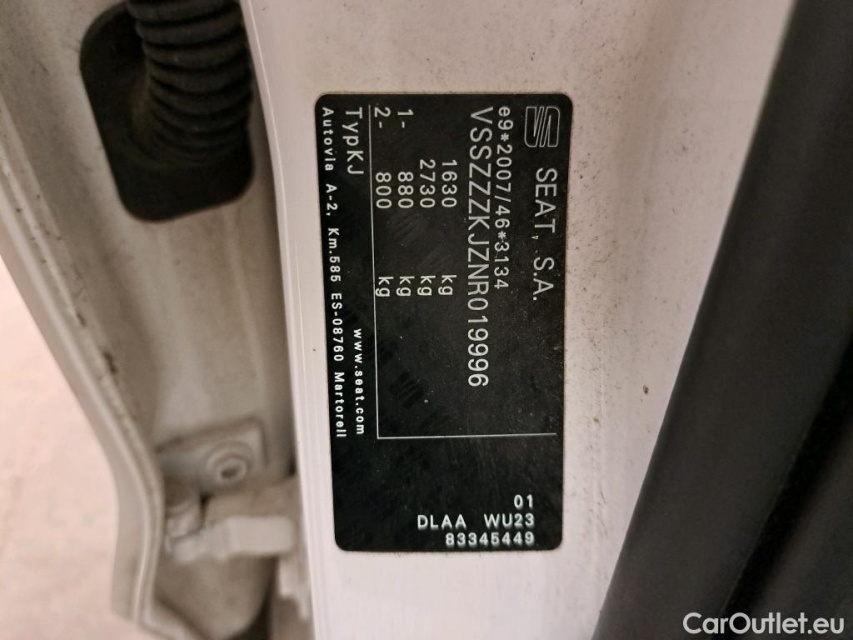 SEAT, S.A.
e9*2007/46*3134
VSSZZZKJZNR019996
1630 kg
2730 kg
1- 880 kg
2- 800 kg
TypKJ www.seat.com
Autovia A-2, Km.585 ES-08760 Martorell
01
DLAA WU23
83345449
CarOutlet.eu